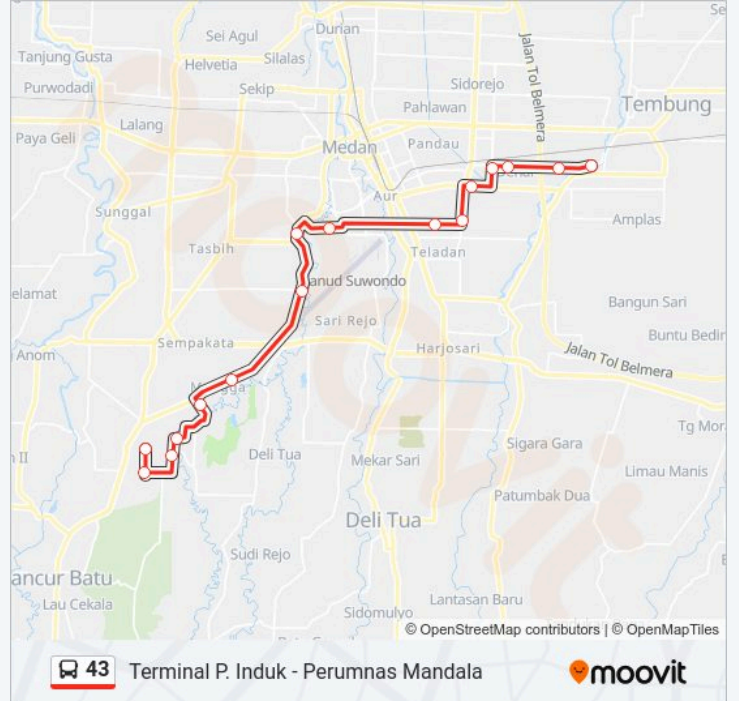 Se
Durian
Sei Agul
Tanjung Gusta
Helvetia
Silalas
Jalan Tol Belmera
Purwodadi
Sekip
Sidorejo
Pahlawan
Tembung
Paya Geli
Lalang
Medan
Pandau
Aur
Sunggal
Amplas
Tasbih
Teladan
elamat
anud Suwondo
Bangun Sari
Sari Rejo
Anom
Sempakata
Harjosari
Buntu Bedir
Jalan Tol Belmera
Tg Mor
n II
Deli Tua
Mekar Sari
Sigara Gara
Limau Manis
Patumbak Dua
Deli Tua
Sudi Rejo
ancur Batu
Lau Cekala
Lantasan Baru
Sidomulyo
© OpenStreetMap contributors | © OpenMapTiles
43 Terminal P. Induk - Perumnas Mandala
moovit